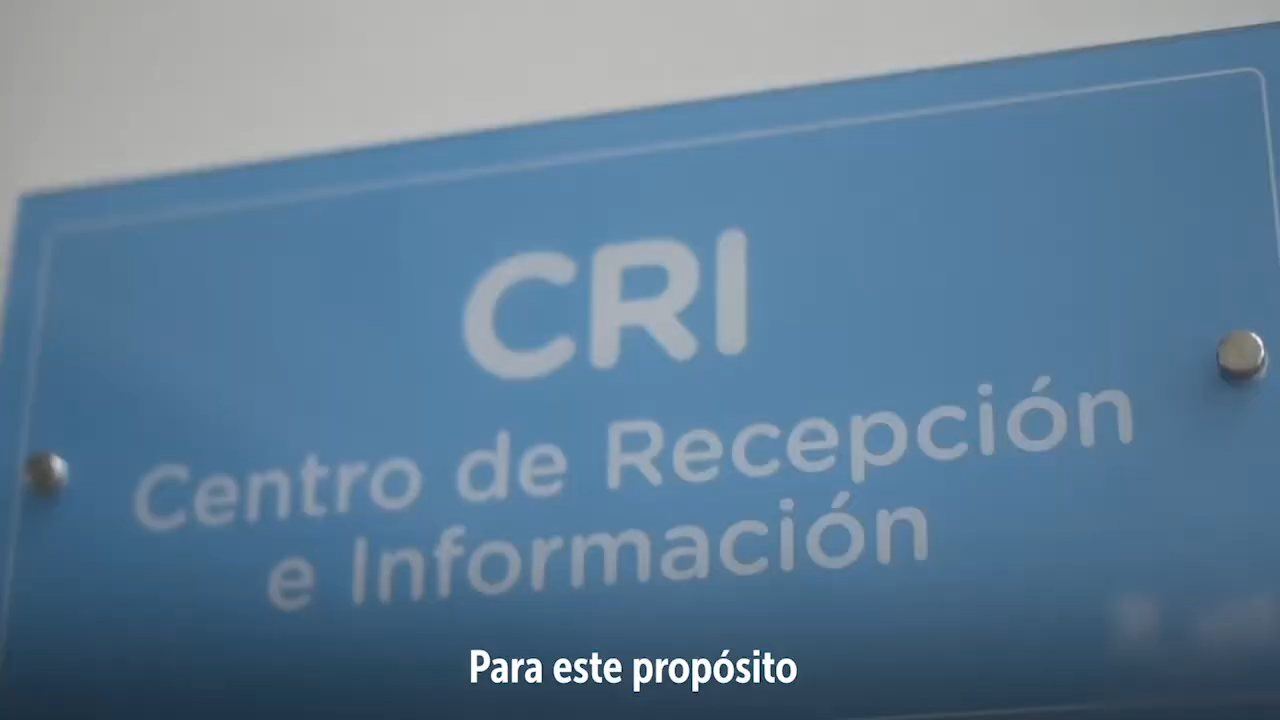 CRI
Centro de Recepción
e Información
Para este propósito